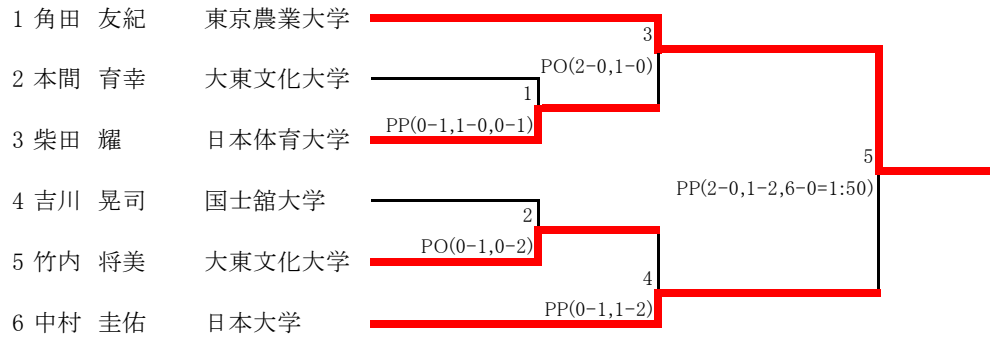 1 角田 友紀 東京農業大学
3
PO(2-0,1-0)
2 本間 育幸 大東文化大学
1
PP(0-1,1-0,0-1)
3 柴田 耀 日本体育大学
5
PP(2-0,1-2,6-0=1:50)
4 吉川 晃司 国士舘大学
2
PO(0-1,0-2)
5 竹内 将美 大東文化大学
4
PP(0-1,1-2)
6 中村 圭佑 日本大学